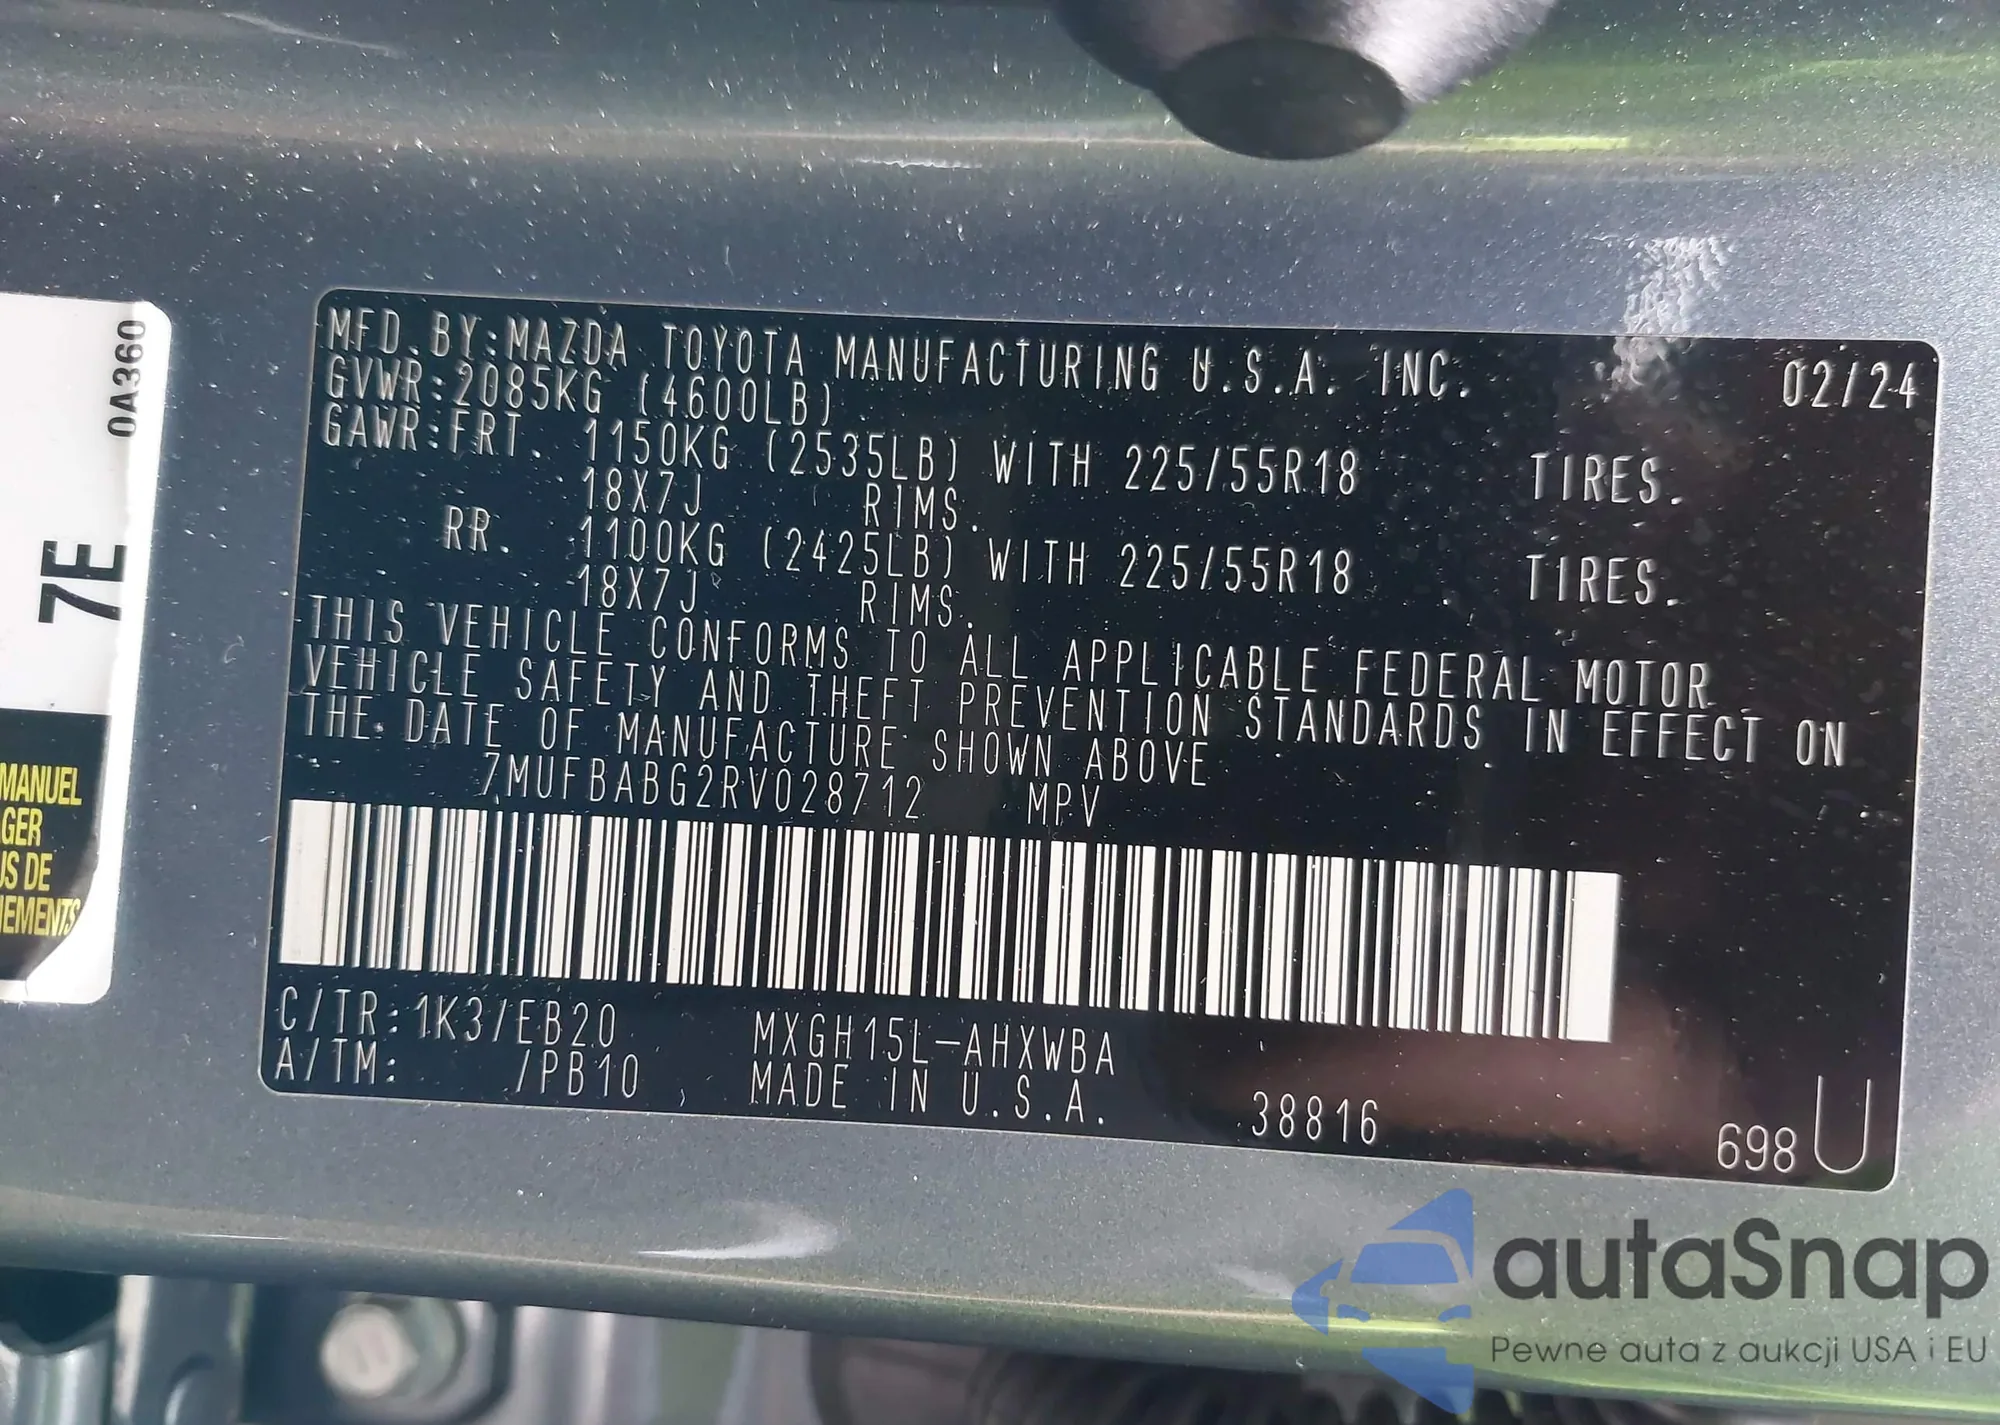 MFD.BY:MAZDA TOYOTA MANUFACTURING U.S.A. INC. 02/24
GVWR:2085KG (4600LB)
GAWR:FRT. 1150KG (2535LB) WITH 225/55R18 TIRES.
18X7J RIMS.
RR. 1100KG (2425LB) WITH 225/55R18 TIRES.
18X7J RIMS.
THIS VEHICLE CONFORMS TO ALL APPLICABLE FEDERAL MOTOR
VEHICLE SAFETY AND THEFT PREVENTION STANDARDS IN EFFECT ON
THE DATE OF MANUFACTURE SHOWN ABOVE.
7MUFBABG2RV028712 MPV
C/TR:1K3/EB20 MXGH15L-AHXWBA
A/TM: /PB10 MADE IN U.S.A. 38816 698 U
0A360
7E
MANUEL
GER
US DE
EMENTS
autaSnap
Pewne auta z aukcji USA i EU